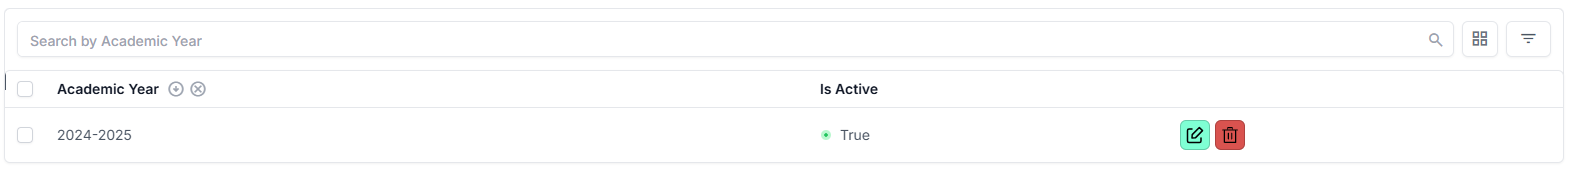 Search by Academic Year
Academic Year Is Active
2024-2025 True